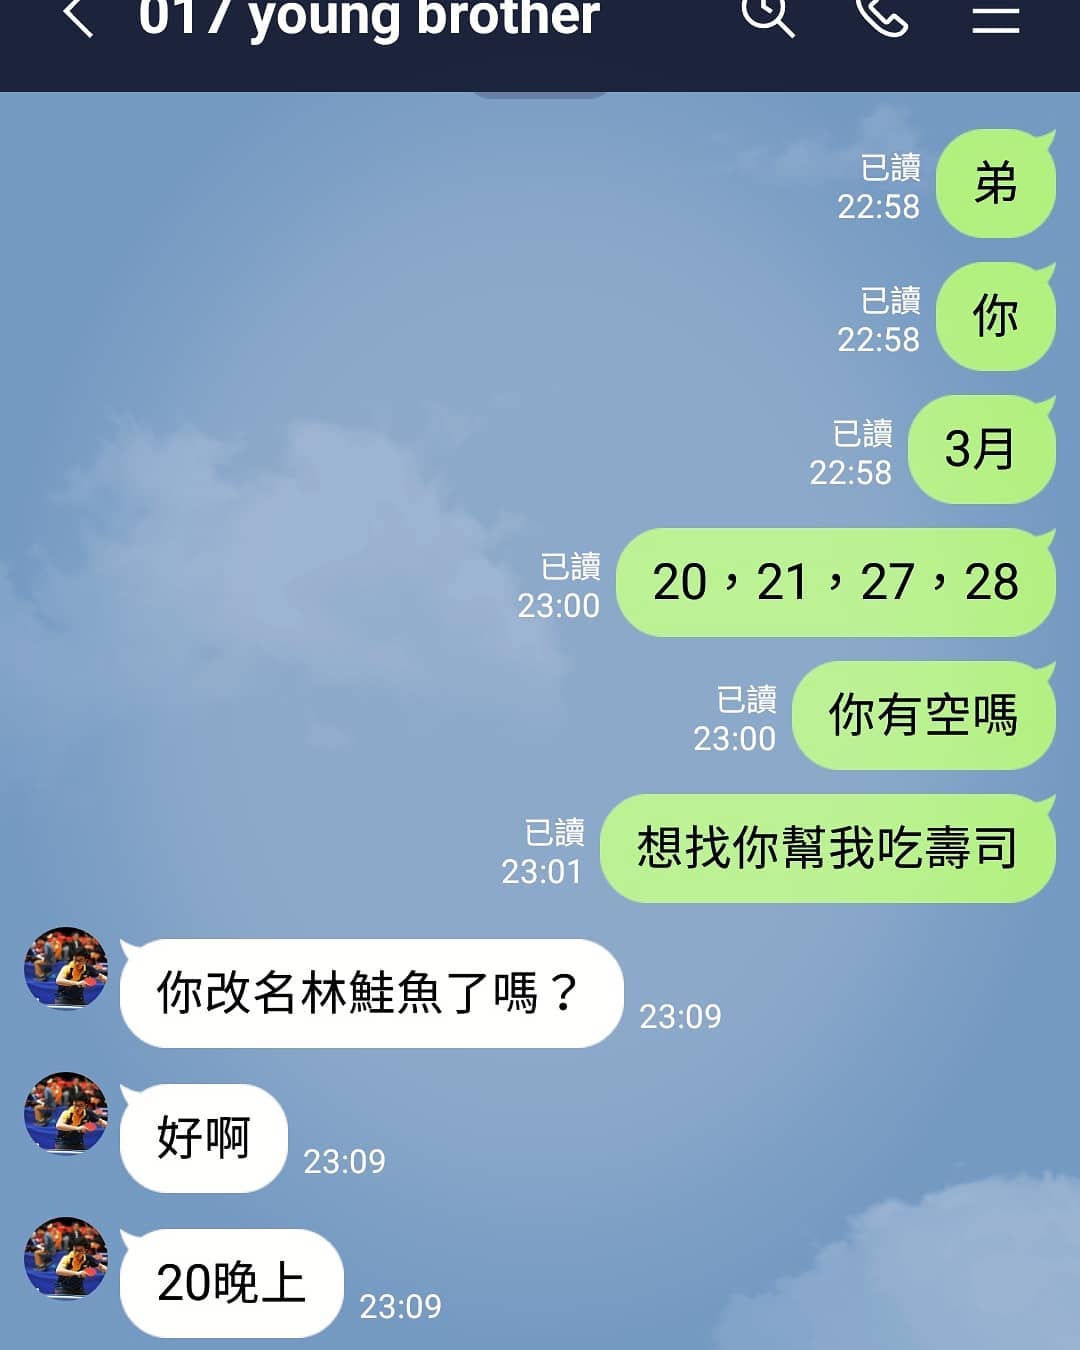 017 young brother
已讀
22:58
弟
已讀
22:58
你
已讀
22:58
3月
已讀
23:00
20，21，27，28
已讀
23:00
你有空嗎
已讀
23:01
想找你幫我吃壽司
你改名林鮭魚了嗎？
23:09
好啊
23:09
20晚上
23:09